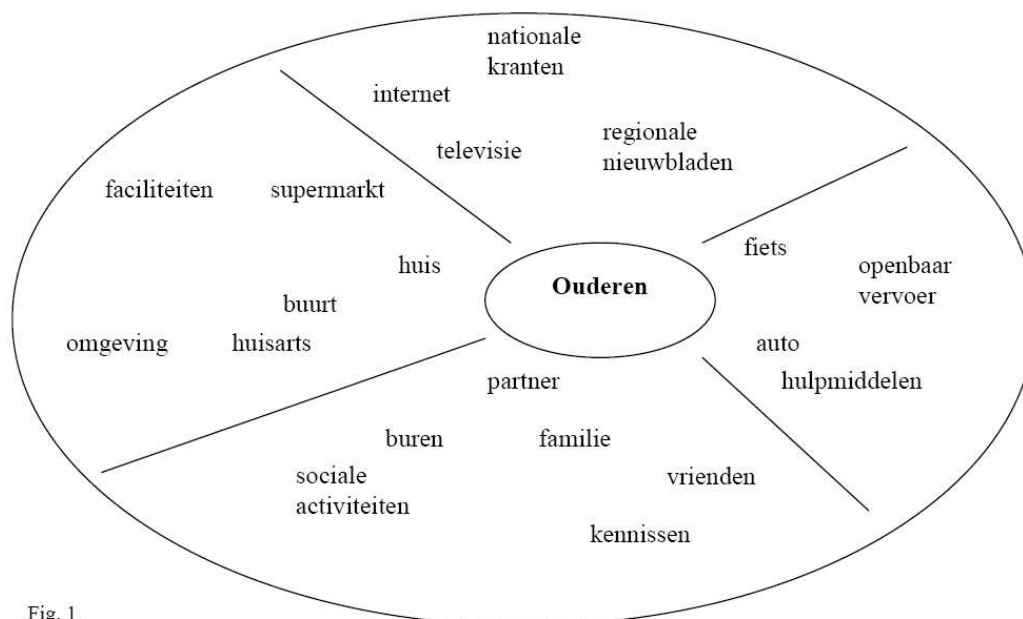 nationale
kranten
internet
televisie
regionale
nieuwbladen
faciliteiten
supermarkt
huis
buurt
omgeving
huisarts
Ouderen
fiets
openbaar
vervoer
auto
hulpmiddelen
partner
buren
familie
sociale
activiteiten
vrienden
kennissen
Fig. 1